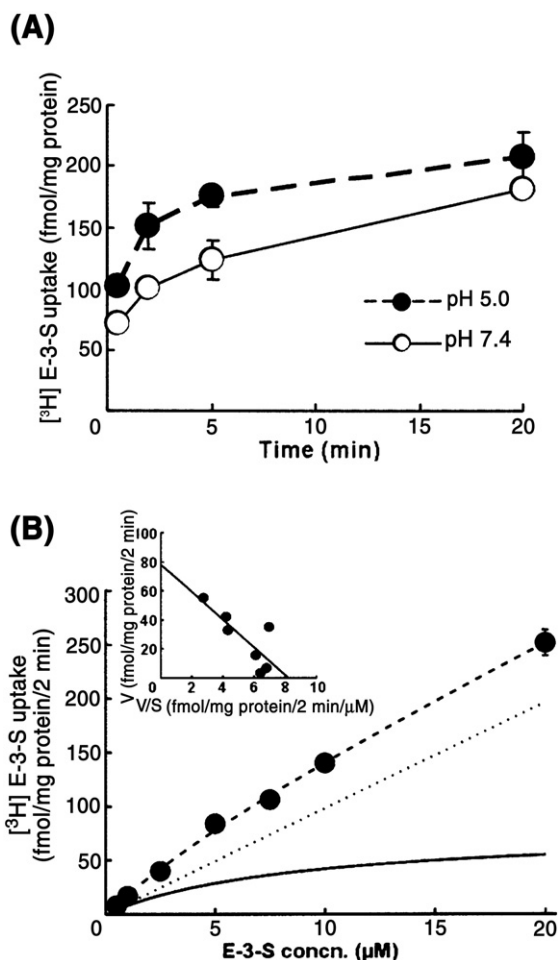 (A)
[³H] E-3-S uptake (fmol/mg protein)
250
200
150
100
50
0
5
10
15
20
Time (min)
pH 5.0
pH 7.4
(B)
[³H] E-3-S uptake
(fmol/mg protein/2 min)
300
250
200
150
100
50
0
5
10
15
20
E-3-S concn. (μM)
V (fmol/mg protein/2 min)
100
80
60
40
20
0
2
4
6
8
10
V/S (fmol/mg protein/2 min/μM)